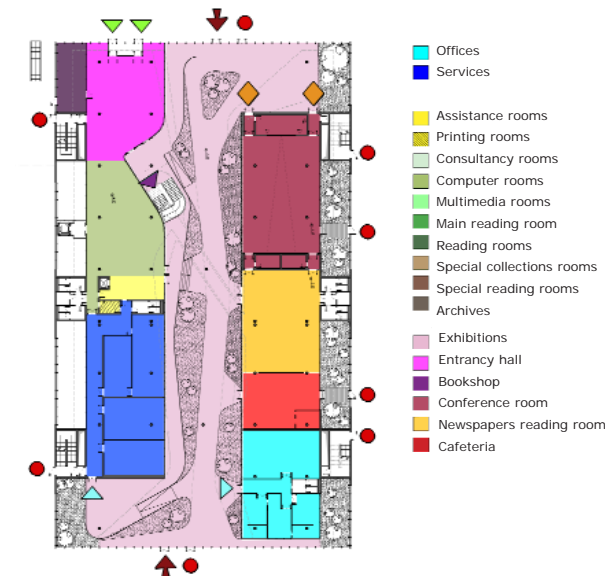 Offices
Services
Assistance rooms
Printing rooms
Consultancy rooms
Computer rooms
Multimedia rooms
Main reading room
Reading rooms
Special collections rooms
Special reading rooms
Archives
Exhibitions
Entrancy hall
Bookshop
Conference room
Newspapers reading room
Cafeteria